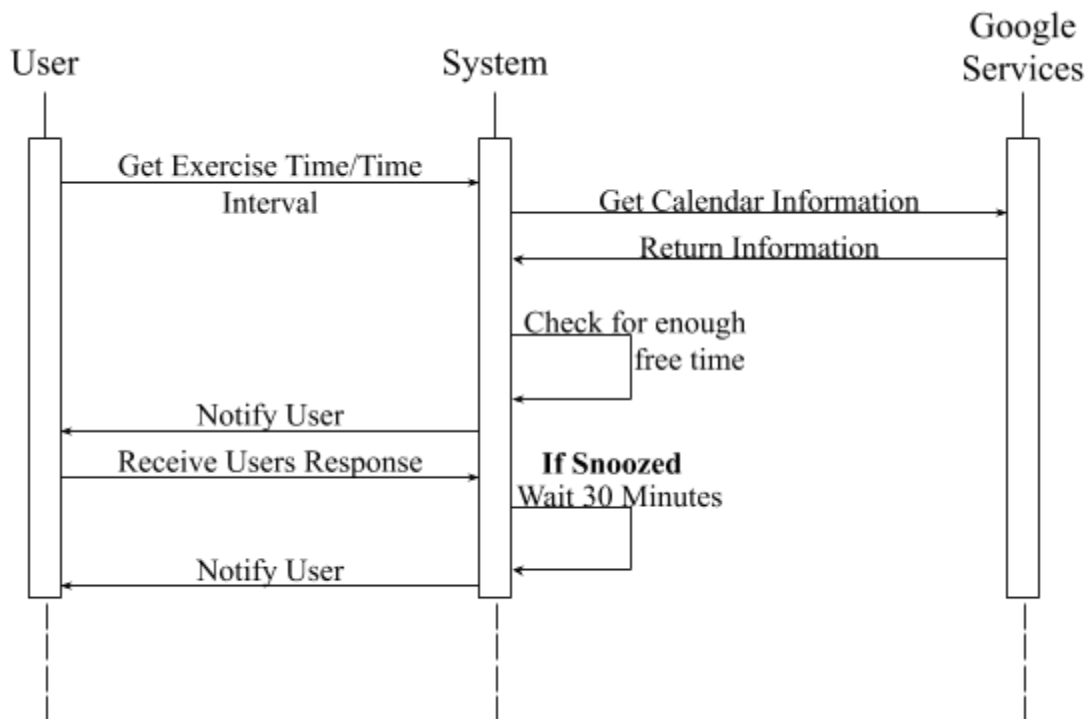 User
System
Google
Services
Get Exercise Time/Time
Interval
Get Calendar Information
Return Information
Check for enough
free time
Notify User
Receive Users Response
If Snoozed
Wait 30 Minutes
Notify User